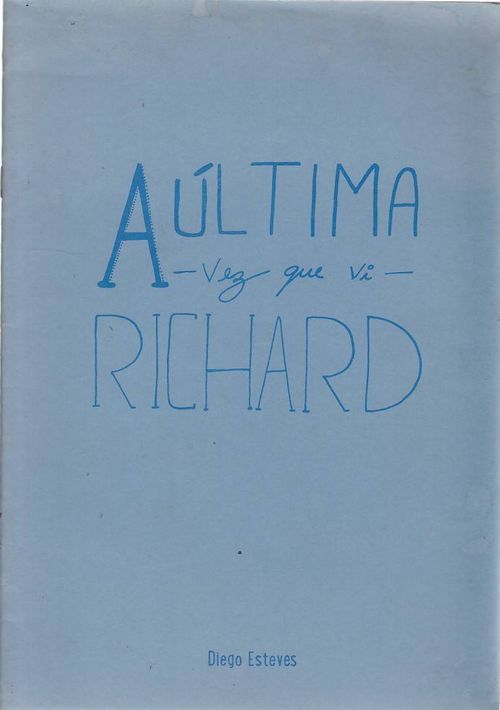 A ÚLTIMA
— vez que vi —
RICHARD
Diego Esteves